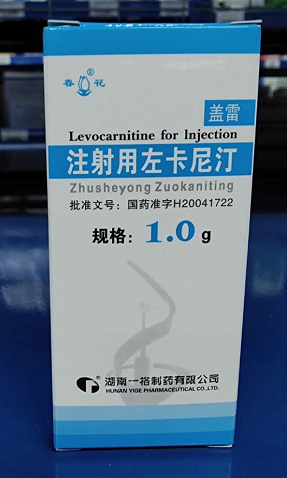 春花®
盖雷
Levocarnitine for Injection
注射用左卡尼汀
Zhusheyong Zuokaniting
批准文号：国药准字H20041722
规格：1.0g
湖南一格制药有限公司
HUNAN YIGE PHARMACEUTICAL CO.,LTD.